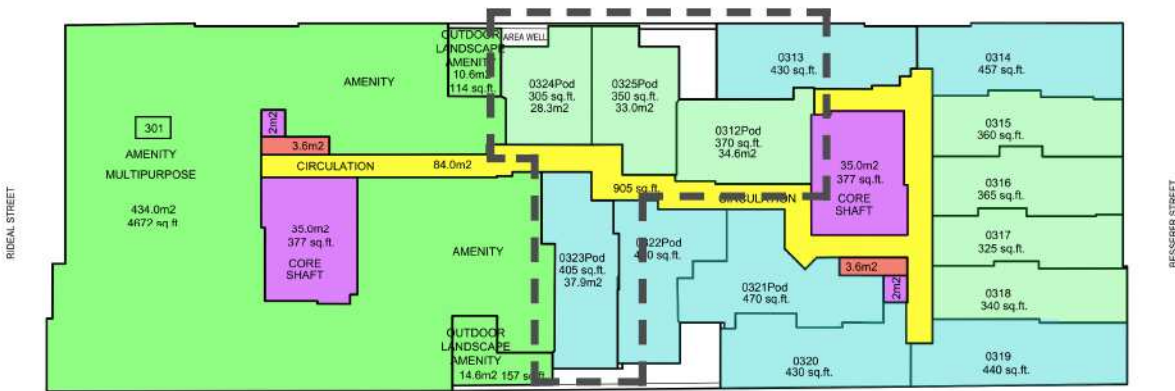 RIDEAL STREET
301
AMENITY
MULTIPURPOSE
434.0m2
4672 sq.ft
AMENITY
2m2
3.6m2
CIRCULATION
84.0m2
35.0m2
377 sq.ft.
CORE
SHAFT
AMENITY
OUTDOOR
LANDSCAPE
AMENITY
10.6m2
114 sq.ft.
AREA WELL
OUTDOOR
LANDSCAPE
AMENITY
14.6m2 157 sq.ft.
0324Pod
305 sq.ft.
28.3m2
0325Pod
350 sq.ft.
33.0m2
0312Pod
370 sq.ft.
34.6m2
905 sq.ft.
CIRCULATION
0323Pod
405 sq.ft.
37.9m2
0322Pod
0321Pod
470 sq.ft.
0313
430 sq.ft.
35.0m2
377 sq.ft.
CORE
SHAFT
3.6m2
2m2
0320
430 sq.ft.
0314
457 sq.ft.
0315
360 sq.ft.
0316
365 sq.ft.
0317
325 sq.ft.
0318
340 sq.ft.
0319
440 sq.ft.
BESSERER STREET